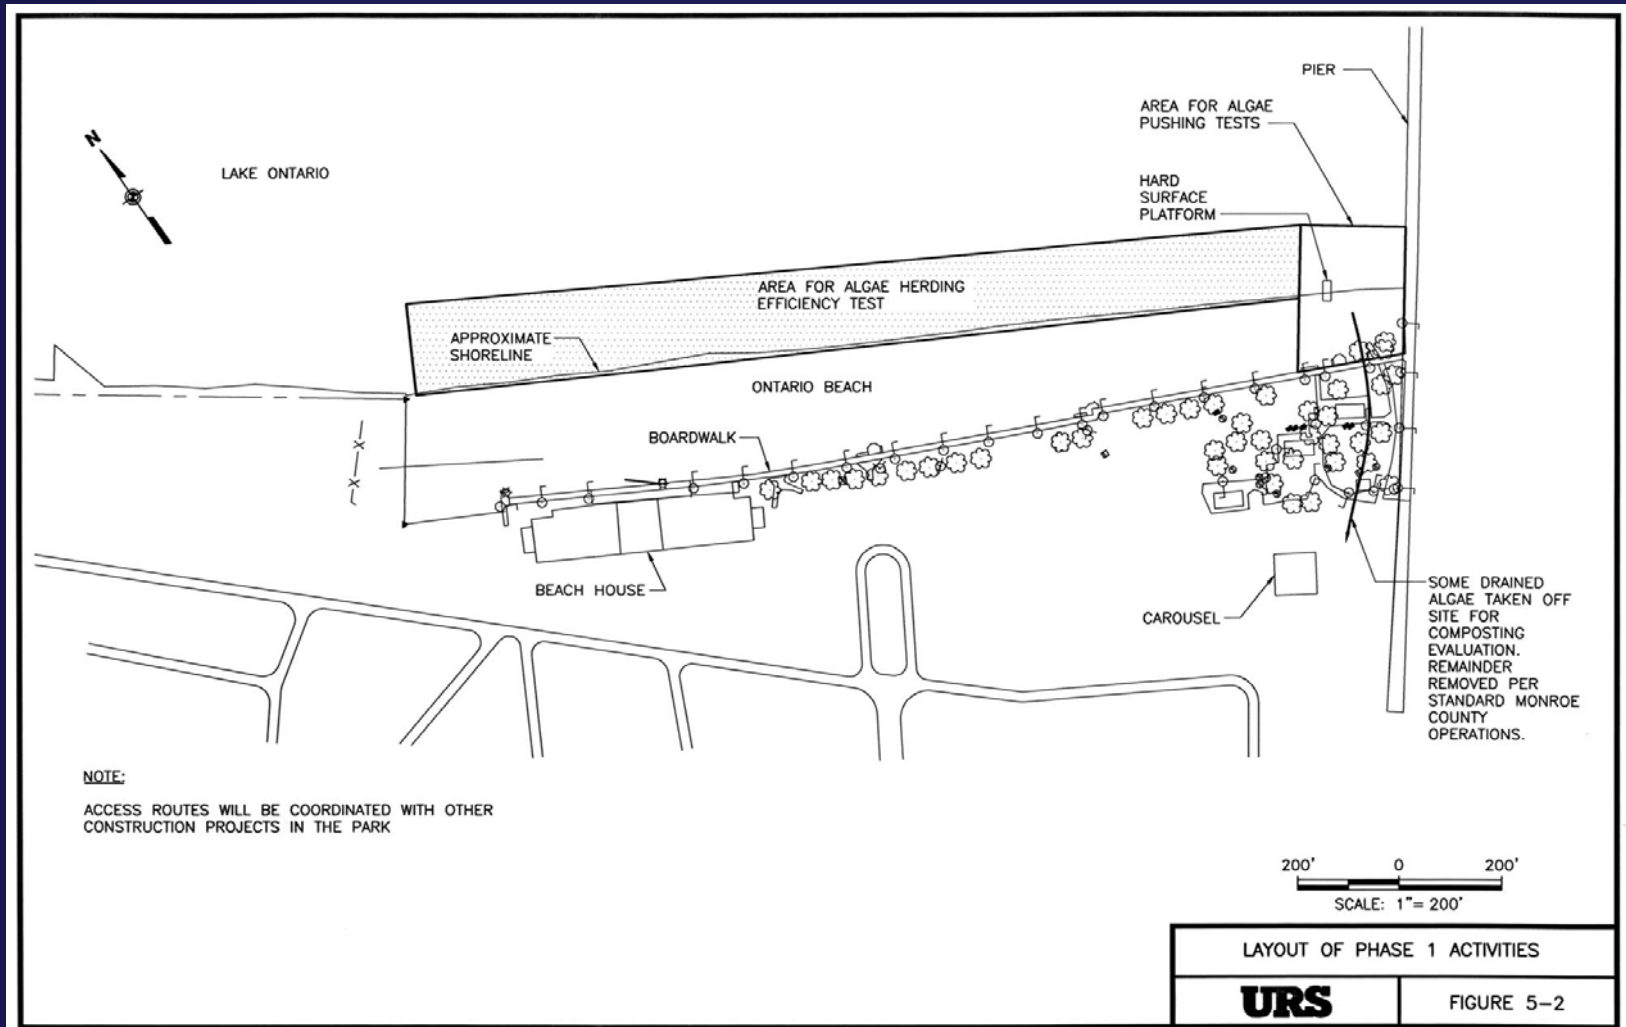 PIER
AREA FOR ALGAE
PUSHING TESTS
N
LAKE ONTARIO
HARD
SURFACE
PLATFORM
AREA FOR ALGAE HERDING
EFFICIENCY TEST
APPROXIMATE
SHORELINE
ONTARIO BEACH
BOARDWALK
X
X
BEACH HOUSE
CAROUSEL
SOME DRAINED
ALGAE TAKEN OFF
SITE FOR
COMPOSTING
EVALUATION.
REMAINDER
REMOVED PER
STANDARD MONROE
COUNTY
OPERATIONS.
NOTE:
ACCESS ROUTES WILL BE COORDINATED WITH OTHER
CONSTRUCTION PROJECTS IN THE PARK
200' 0 200'
SCALE: 1"= 200'
LAYOUT OF PHASE 1 ACTIVITIES
URS
FIGURE 5-2